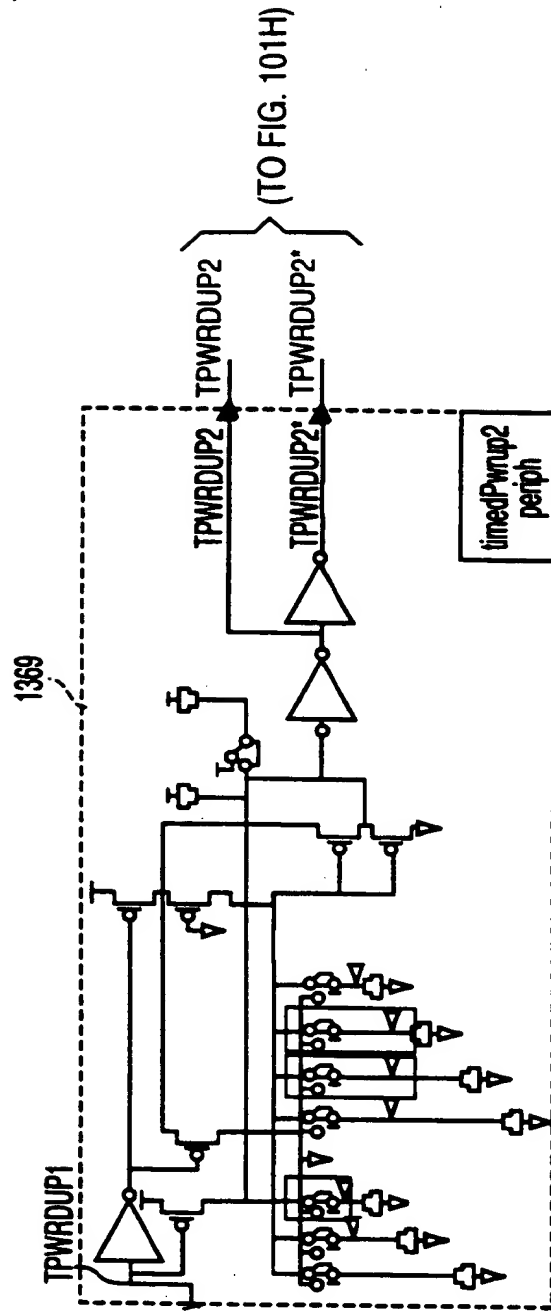 1369
TPWRDUP1
TPWRDUP2
TPWRDUP2
TPWRDUP2*
TPWRDUP2*
(TO FIG. 101H)
timedPwrup2
periph